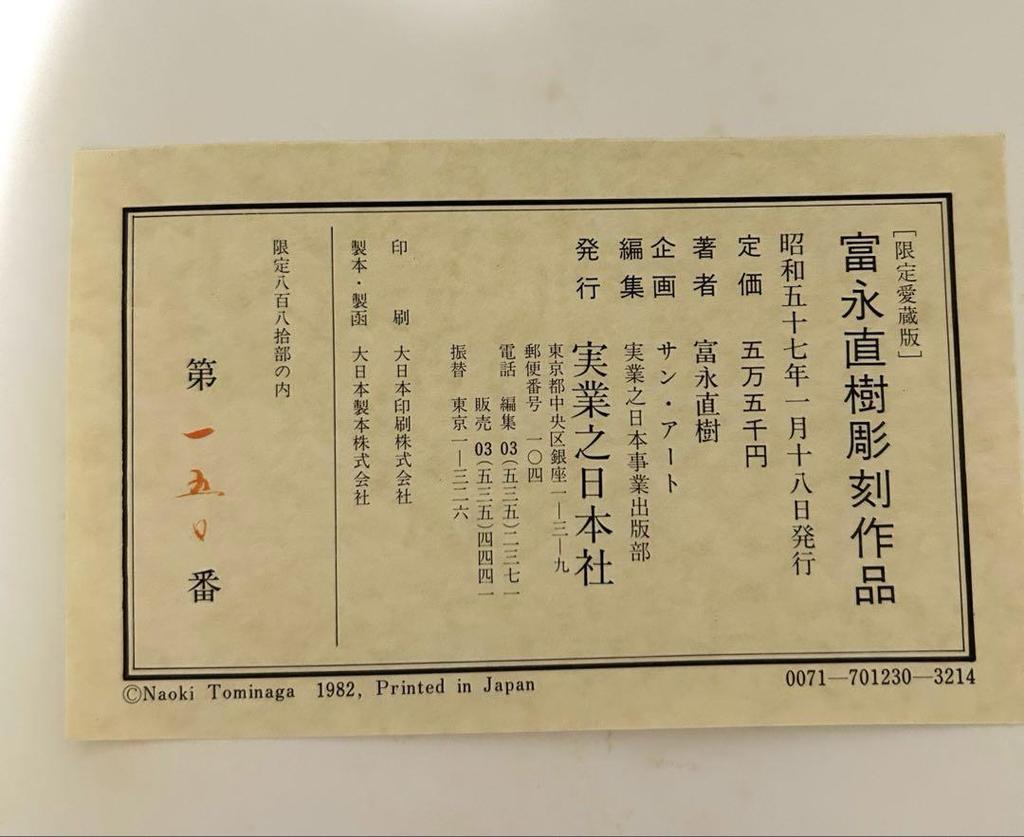 ［限定愛蔵版］
富永直樹彫刻作品
昭和五十七年一月十八日発行
定価 五万五千円
著者 富永直樹
企画 サン・アート
編集 実業之日本事業出版部
発行 実業之日本社
東京都中央区銀座一―三―九
郵便番号 一〇四
電話 編集 03(五三五)二三七一
販売 03(五三五)四四四一
振替 東京一―三二六
印刷 大日本印刷株式会社
製本・製函 大日本製本株式会社
限定八百八拾部の内
第一五〇番
©Naoki Tominaga 1982, Printed in Japan
0071―701230―3214